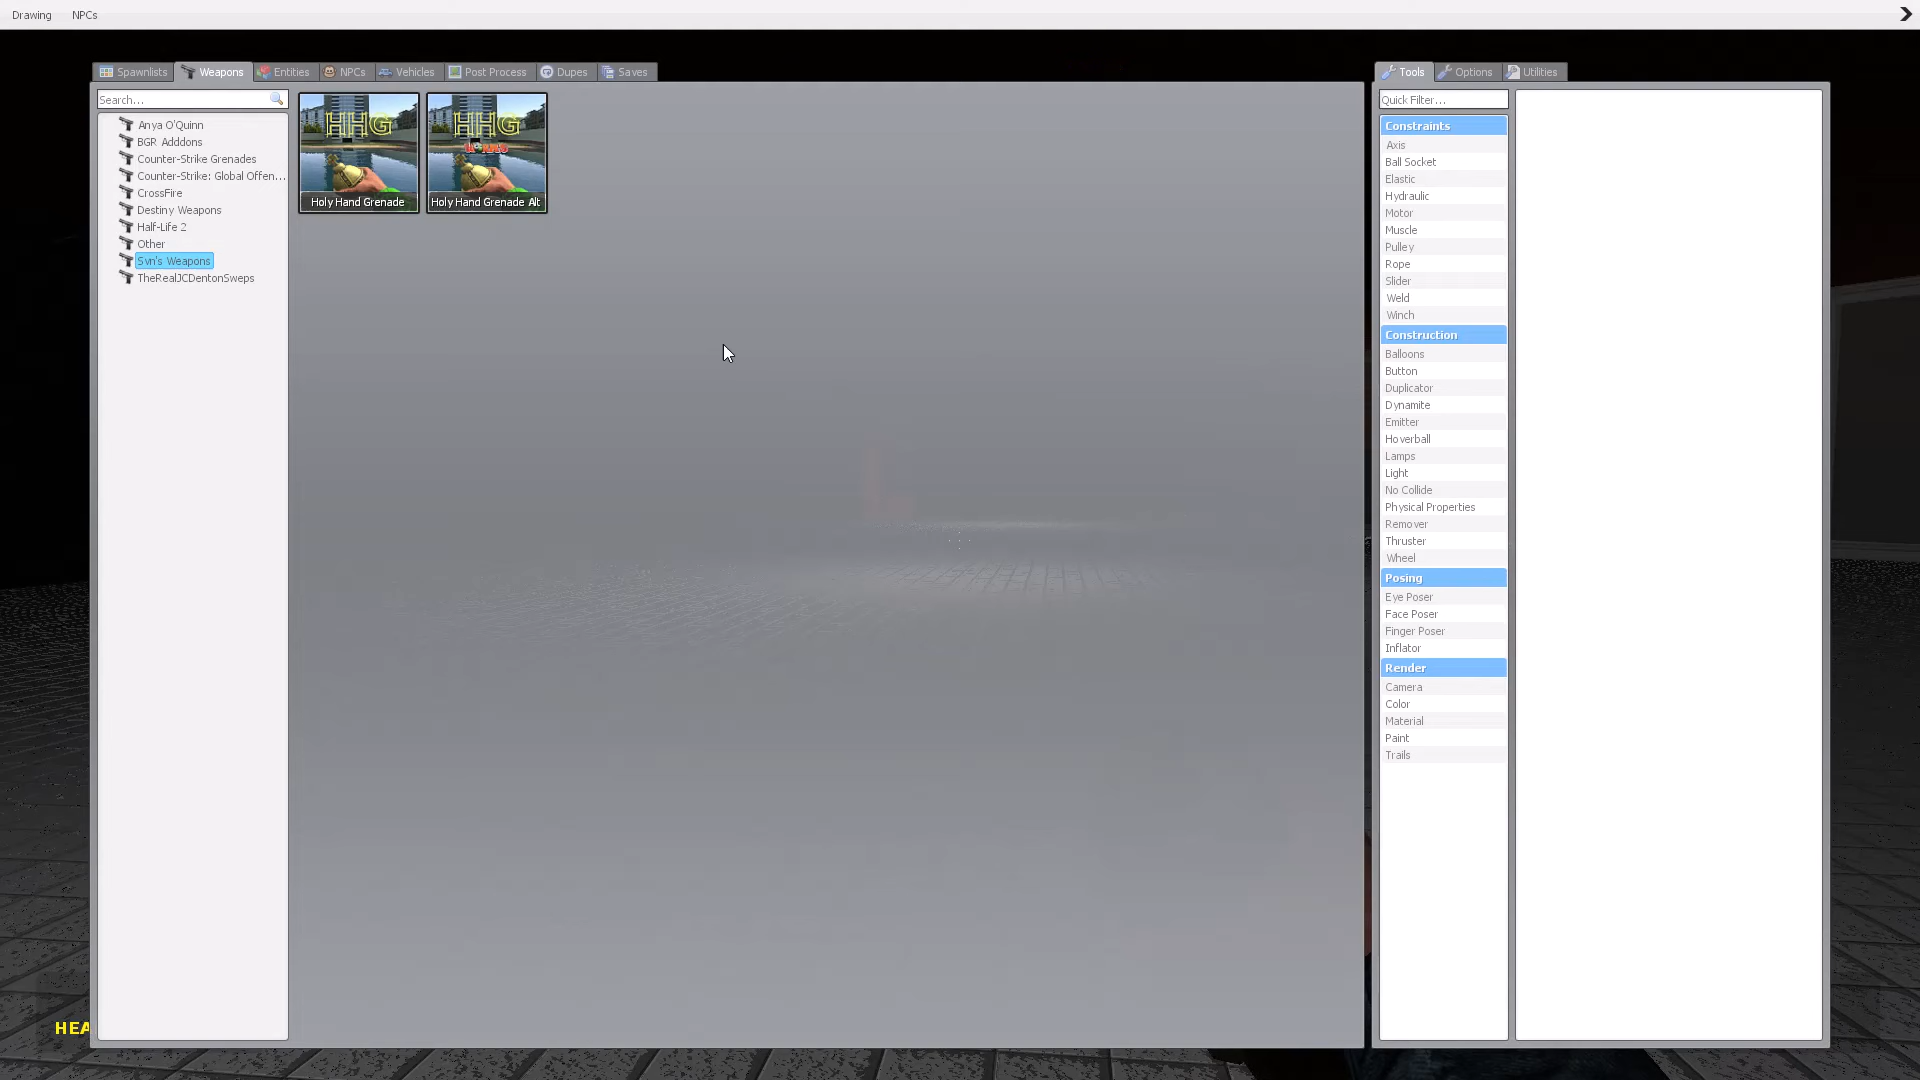 Drawing NPCs
Spawnlists Weapons Entities NPCs Vehicles Post Process Dupes Saves
Search...
Anya O'Quinn
BGR Adddons
Counter-Strike Grenades
Counter-Strike: Global Offen...
CrossFire
Destiny Weapons
Half-Life 2
Other
Svn's Weapons
TheRealJCDentonSweps
HHG
Holy Hand Grenade
HHG
Holy Hand Grenade Alt
HEA
Tools Options Utilities
Quick Filter...
Constraints
Axis
Ball Socket
Elastic
Hydraulic
Motor
Muscle
Pulley
Rope
Slider
Weld
Winch
Construction
Balloons
Button
Duplicator
Dynamite
Emitter
Hoverball
Lamps
Light
No Collide
Physical Properties
Remover
Thruster
Wheel
Posing
Eye Poser
Face Poser
Finger Poser
Inflator
Render
Camera
Color
Material
Paint
Trails